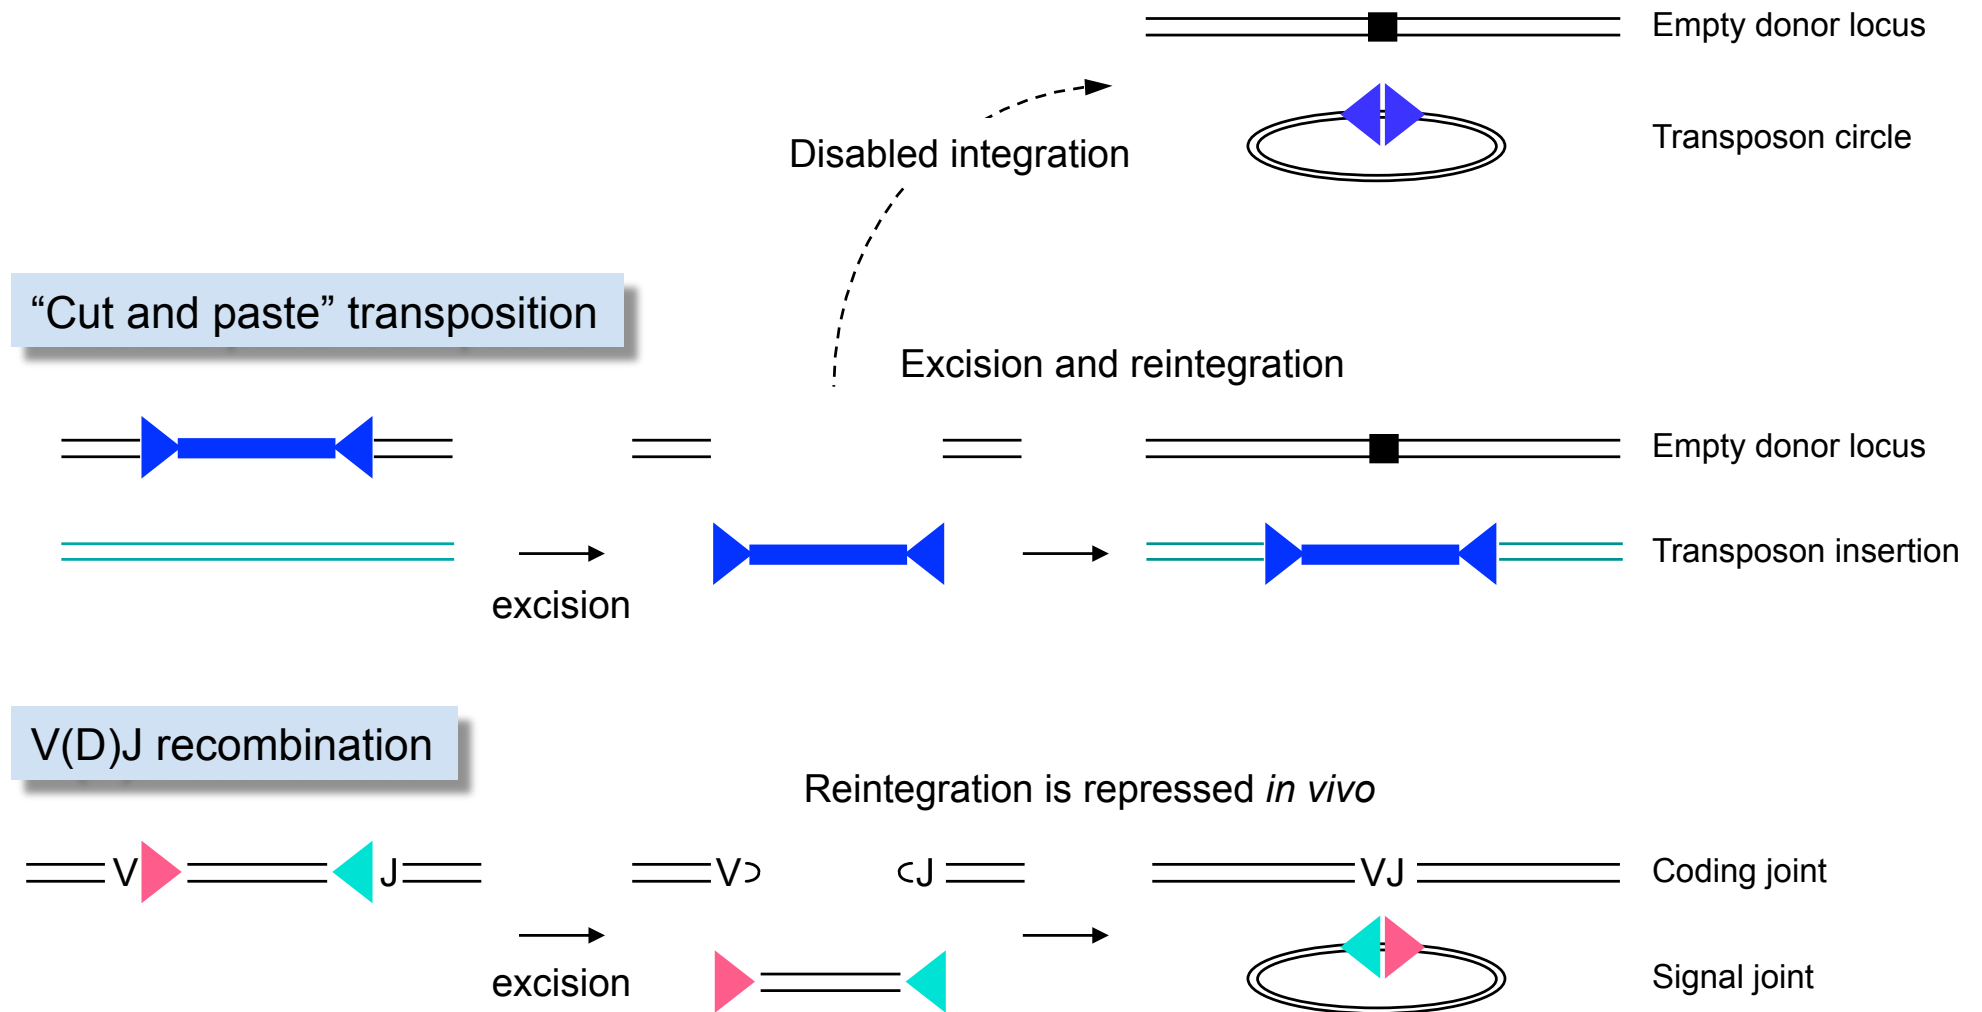 Empty donor locus
Transposon circle
Disabled integration
“Cut and paste” transposition
Excision and reintegration
Empty donor locus
Transposon insertion
excision
V(D)J recombination
Reintegration is repressed in vivo
V J
V J
VJ
Coding joint
excision
Signal joint